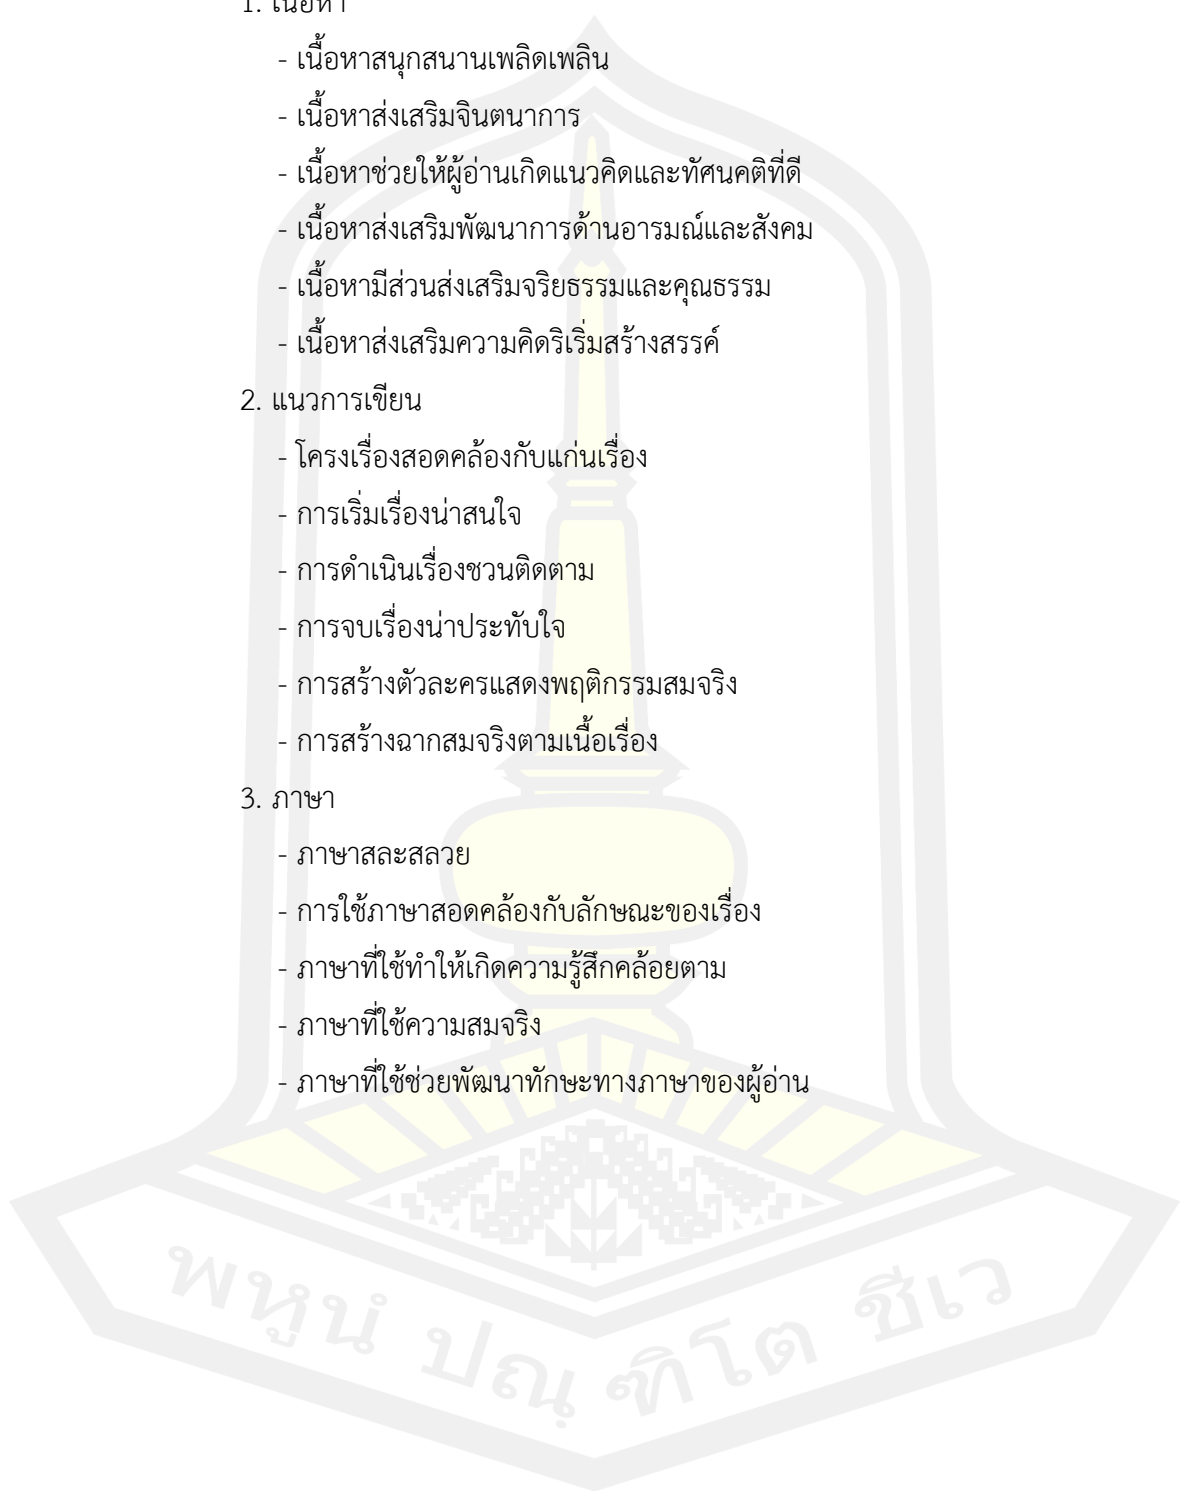 1. เนื้อหา
- เนื้อหาสนุกสนานเพลิดเพลิน
- เนื้อหาส่งเสริมจินตนาการ
- เนื้อหาช่วยให้ผู้อ่านเกิดแนวคิดและทัศนคติที่ดี
- เนื้อหาส่งเสริมพัฒนาการด้านอารมณ์และสังคม
- เนื้อหามีส่วนส่งเสริมจริยธรรมและคุณธรรม
- เนื้อหาส่งเสริมความคิดริเริ่มสร้างสรรค์
2. แนวการเขียน
- โครงเรื่องสอดคล้องกับแก่นเรื่อง
- การเริ่มเรื่องน่าสนใจ
- การดำเนินเรื่องชวนติดตาม
- การจบเรื่องน่าประทับใจ
- การสร้างตัวละครแสดงพฤติกรรมสมจริง
- การสร้างฉากสมจริงตามเนื้อเรื่อง
3. ภาษา
- ภาษาสละสลวย
- การใช้ภาษาสอดคล้องกับลักษณะของเรื่อง
- ภาษาที่ใช้ทำให้เกิดความรู้สึกคล้อยตาม
- ภาษาที่ใช้ความสมจริง
- ภาษาที่ใช้ช่วยพัฒนาทักษะทางภาษาของผู้อ่าน
พหูนํ ปณฺฑิโต ชีเว